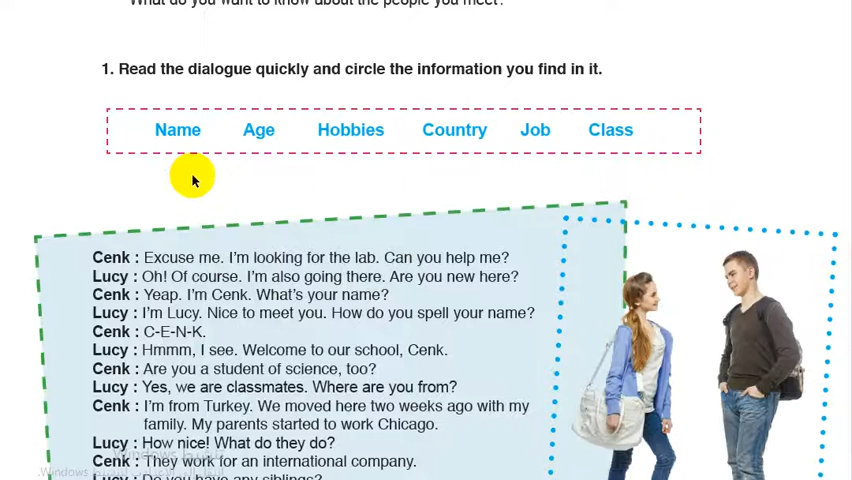 What do you want to know about the people you meet?
1. Read the dialogue quickly and circle the information you find in it.
Name Age Hobbies Country Job Class
Cenk : Excuse me. I'm looking for the lab. Can you help me?
Lucy : Oh! Of course. I'm also going there. Are you new here?
Cenk : Yeap. I'm Cenk. What's your name?
Lucy : I'm Lucy. Nice to meet you. How do you spell your name?
Cenk : C-E-N-K.
Lucy : Hmmm, I see. Welcome to our school, Cenk.
Cenk : Are you a student of science, too?
Lucy : Yes, we are classmates. Where are you from?
Cenk : I'm from Turkey. We moved here two weeks ago with my
family. My parents started to work Chicago.
Lucy : How nice! What do they do?
Cenk : They work for an international company.
Lucy : Do you have any siblings?
تنشيط Windows
.Windows